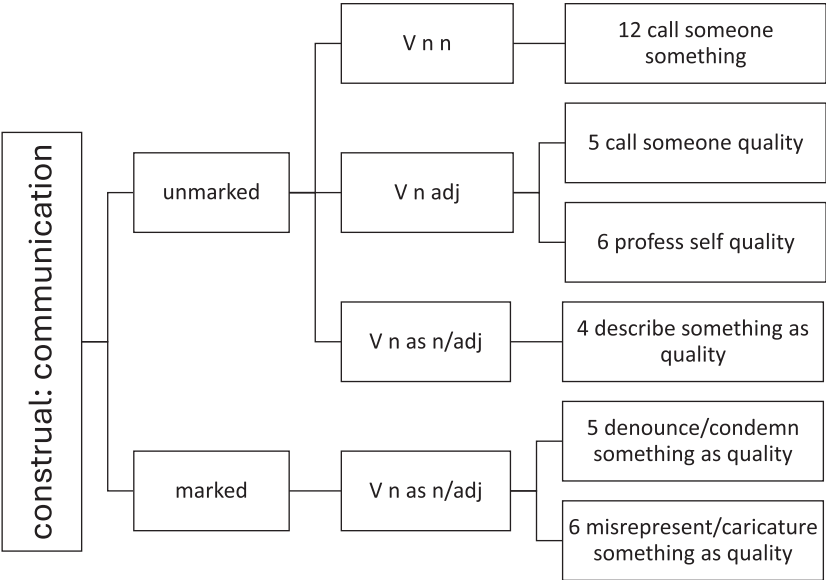 construal: communication
unmarked
V n n
12 call someone
something
V n adj
5 call someone quality
6 profess self quality
V n as n/adj
4 describe something as
quality
marked
V n as n/adj
5 denounce/condemn
something as quality
6 misrepresent/caricature
something as quality